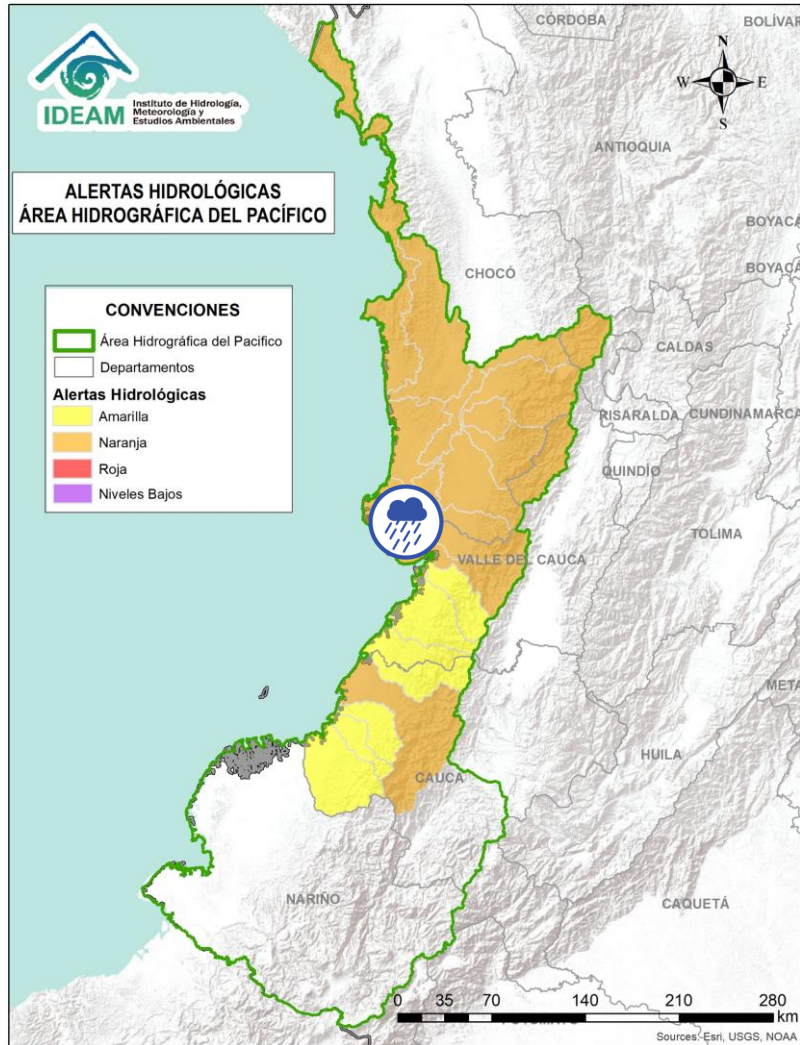 IDEAM
Instituto de Hidrología,
Meteorología y
Estudios Ambientales
ALERTAS HIDROLÓGICAS
ÁREA HIDROGRÁFICA DEL PACÍFICO
CONVENCIONES
Área Hidrográfica del Pacifico
Departamentos
Alertas Hidrológicas
Amarilla
Naranja
Roja
Niveles Bajos
N
W E
S
CÓRDOBA
BOLÍVAR
ANTIOQUIA
BOYACÁ
BOYACÁ
CHOCÓ
CALDAS
RISARALDA
CUNDINAMARCA
QUINDÍO
TOLIMA
VALLE DEL CAUCA
META
HUILA
CAUCA
NARIÑO
CAQUETÁ
0 35 70 140 210 280
km
Sources: Esri, USGS, NOAA